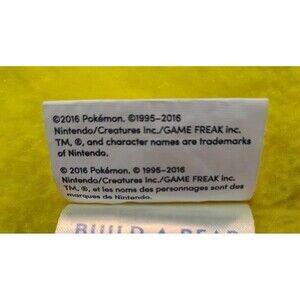 ©2016 Pokémon. ©1995-2016
Nintendo/Creatures inc./GAME FREAK inc.
TM, ®, and character names are trademarks
of Nintendo.
© 2016 Pokémon. © 1995-2016
Nintendo/Creatures inc./GAME FREAK inc.
TM, ®, et les noms des personnages sont des
marques de Nintendo.
BUILD-A-BEAR